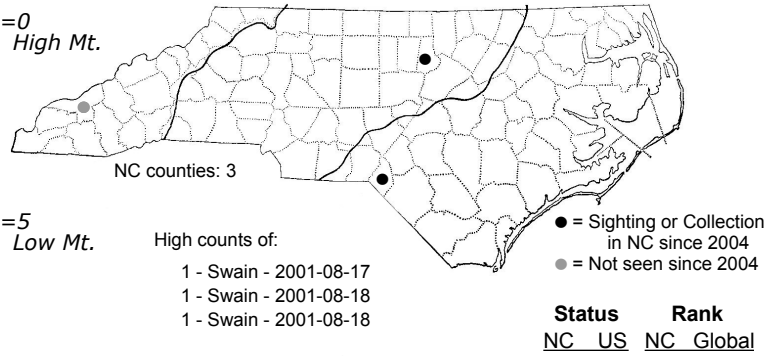 =0
High Mt.
NC counties: 3
=5
Low Mt.
High counts of:
1 - Swain - 2001-08-17
1 - Swain - 2001-08-18
1 - Swain - 2001-08-18
= Sighting or Collection
in NC since 2004
= Not seen since 2004
Status Rank
NC US NC Global